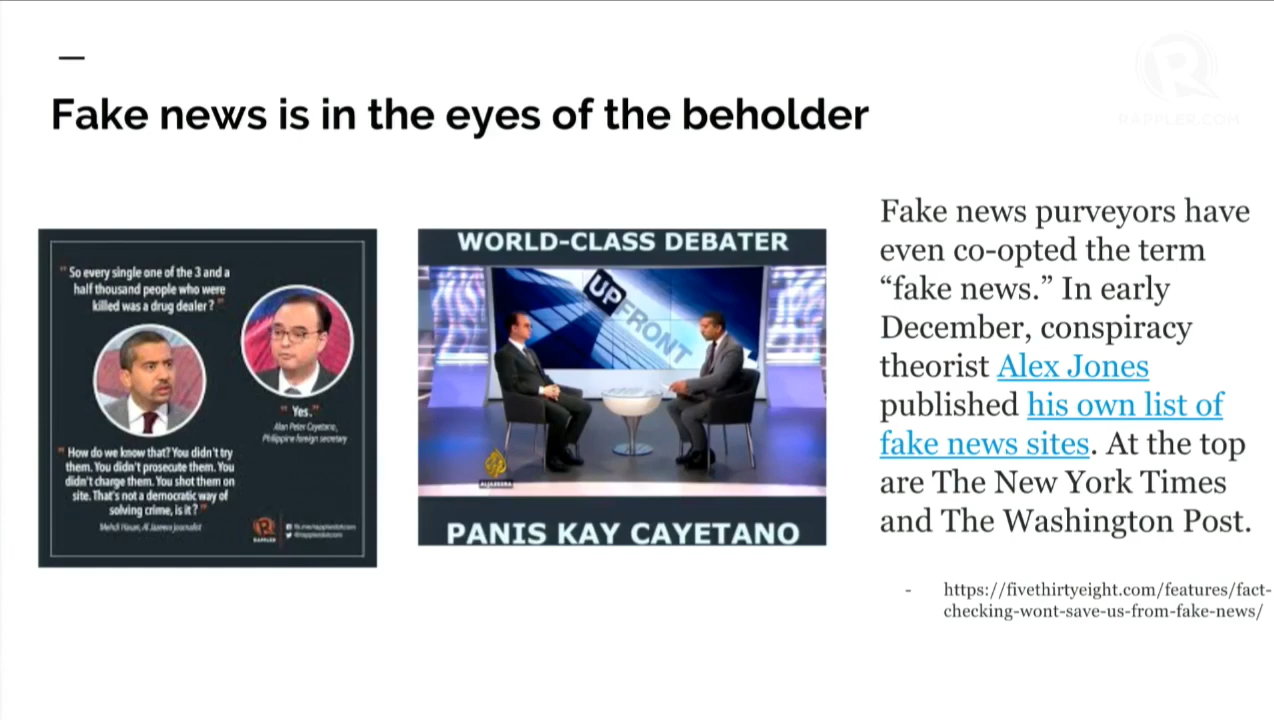 RAPPLER.COM
Fake news is in the eyes of the beholder
" So every single one of the 3 and a
half thousand people who were
killed was a drug dealer? "
" Yes."
Alan Peter Cayetano,
Philippine foreign secretary
" How do we know that? You didn't try
them. You didn't prosecute them. You
didn't charge them. You shot them on
site. That's not a democratic way of
solving crime, is it? "
Mehdi Hasan, Al Jazeera journalist
RAPPLER
WORLD-CLASS DEBATER
UPFRONT
ALJAZEERA
PANIS KAY CAYETANO
Fake news purveyors have
even co-opted the term
“fake news.” In early
December, conspiracy
theorist Alex Jones
published his own list of
fake news sites. At the top
are The New York Times
and The Washington Post.
- https://fivethirtyeight.com/features/fact-
checking-wont-save-us-from-fake-news/